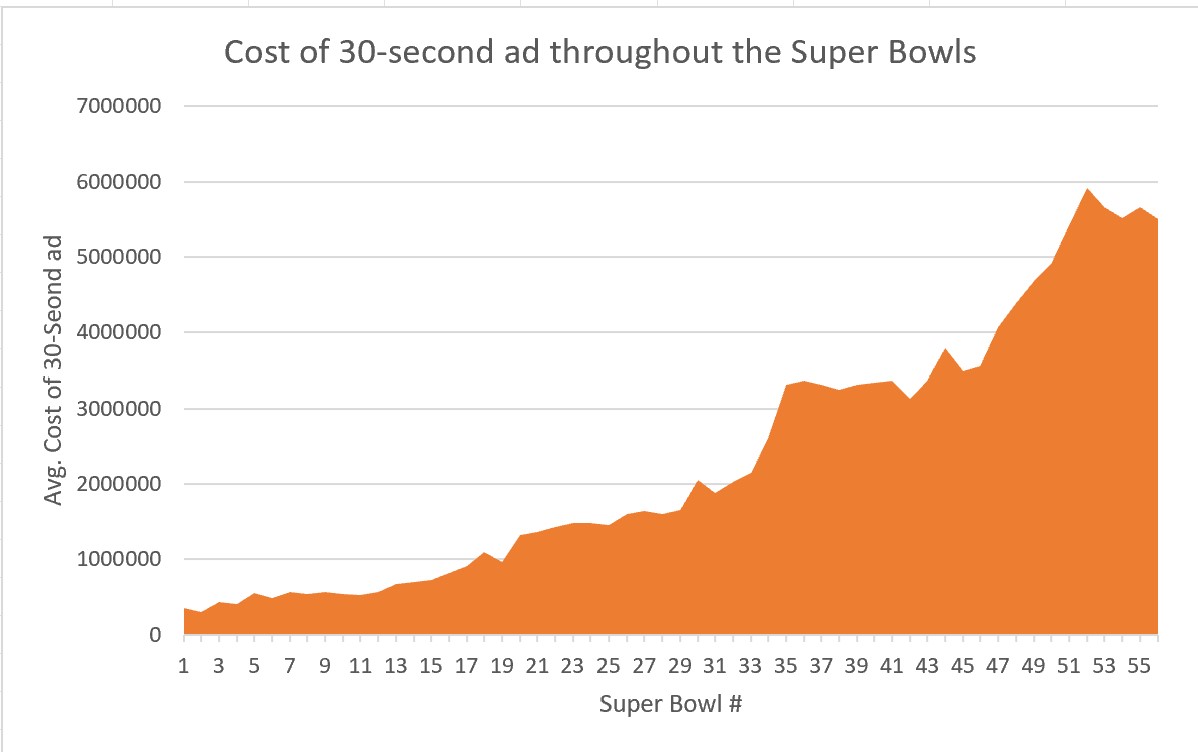 Cost of 30-second ad throughout the Super Bowls
7000000
6000000
5000000
4000000
3000000
2000000
1000000
0
Avg. Cost of 30-Seond ad
1 3 5 7 9 11 13 15 17 19 21 23 25 27 29 31 33 35 37 39 41 43 45 47 49 51 53 55
Super Bowl #